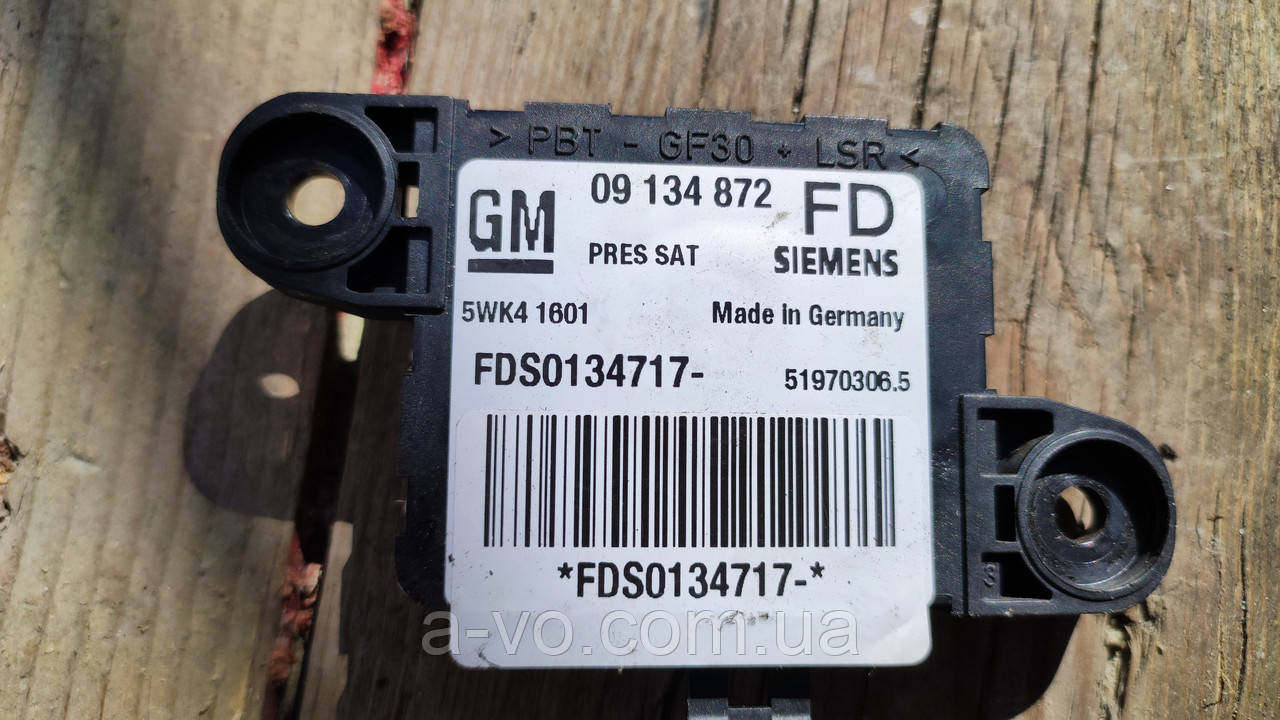 > PBT - GF30 + LSR <
GM 09 134 872 FD
PRES SAT SIEMENS
5WK4 1601 Made in Germany
FDS0134717- 51970306.5
*FDS0134717-*
a-vo.com.ua
3